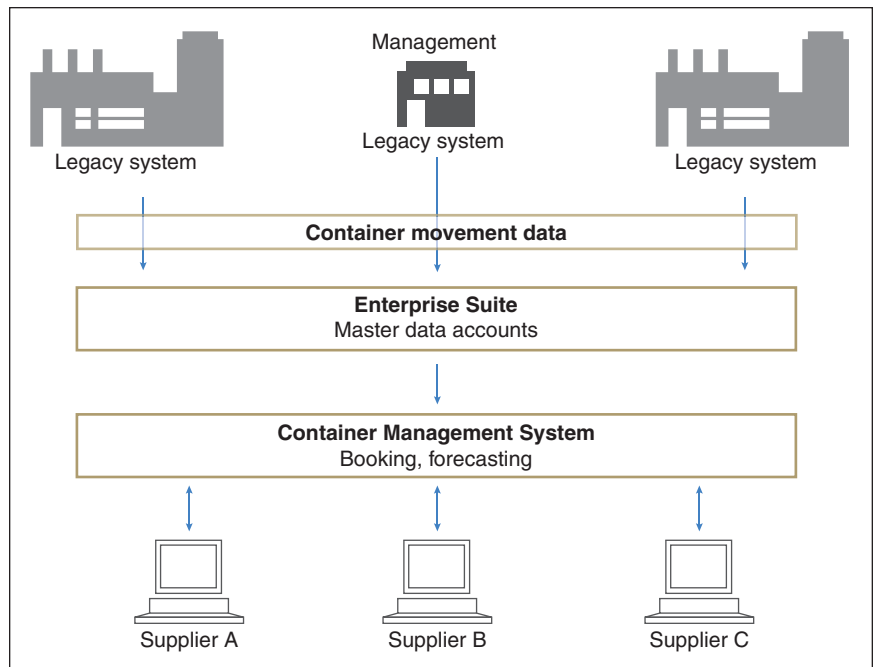 Management
Legacy system
Legacy system
Legacy system
Container movement data
Enterprise Suite
Master data accounts
Container Management System
Booking, forecasting
Supplier A
Supplier B
Supplier C